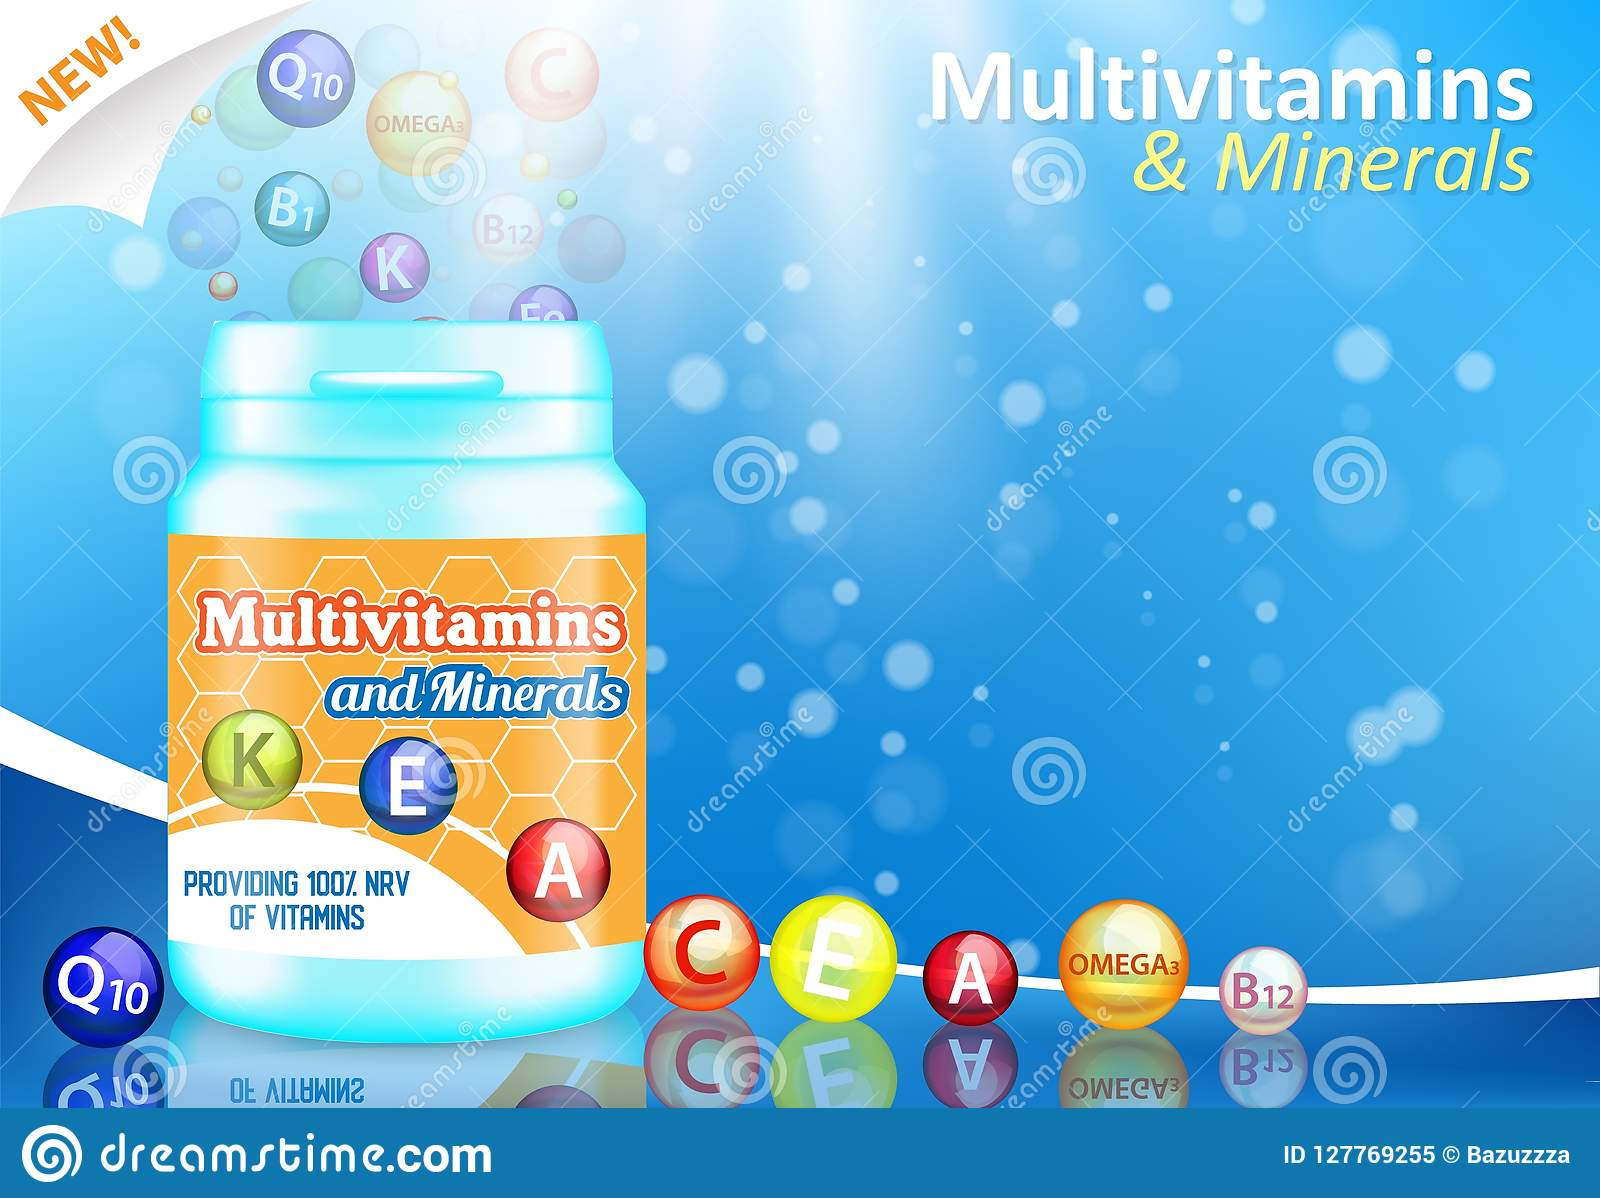 NEW!
Multivitamins
& Minerals
Q10
OMEGA3
C
B1
B12
K
Fe
Multivitamins
and Minerals
K
E
A
PROVIDING 100% NRV
OF VITAMINS
Q10
C
E
A
OMEGA3
B12
dreamstime.com
ID 127769255 © Bazuzzza